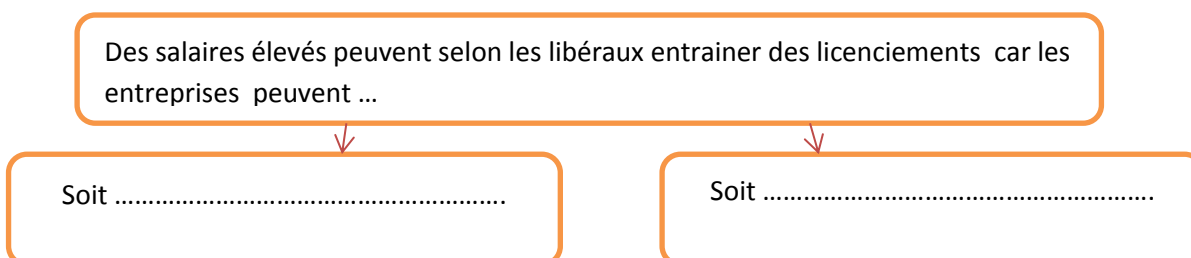 Des salaires élevés peuvent selon les libéraux entrainer des licenciements car les
entreprises peuvent …
Soit ……………………………………………….
Soit ……………………………………………….